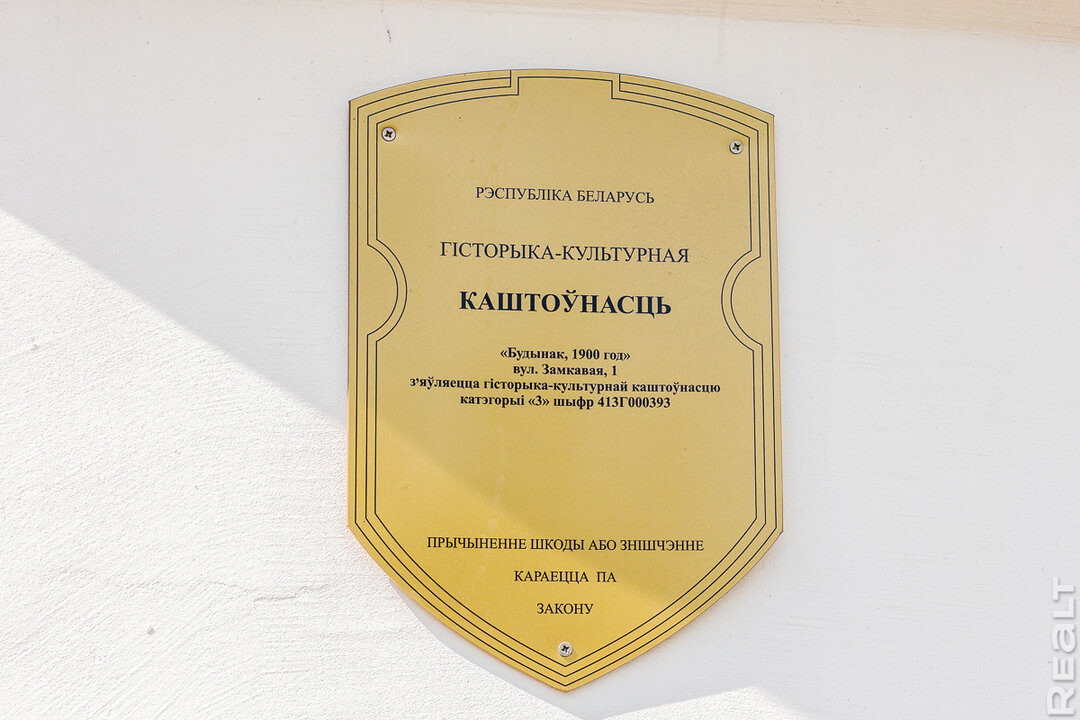 РЭСПУБЛІКА БЕЛАРУСЬ
ГІСТОРЫКА-КУЛЬТУРНАЯ
КАШТОЎНАСЦЬ
«Будынак, 1900 год»
вул. Замкавая, 1
з’яўляецца гісторыка-культурнай каштоўнасцю
катэгорыі «3» шыфр 413Г000393
ПРЫЧЫНЕННЕ ШКОДЫ АБО ЗНІШЧЭННЕ
КАРАЕЦЦА ПА
ЗАКОНУ
REALT